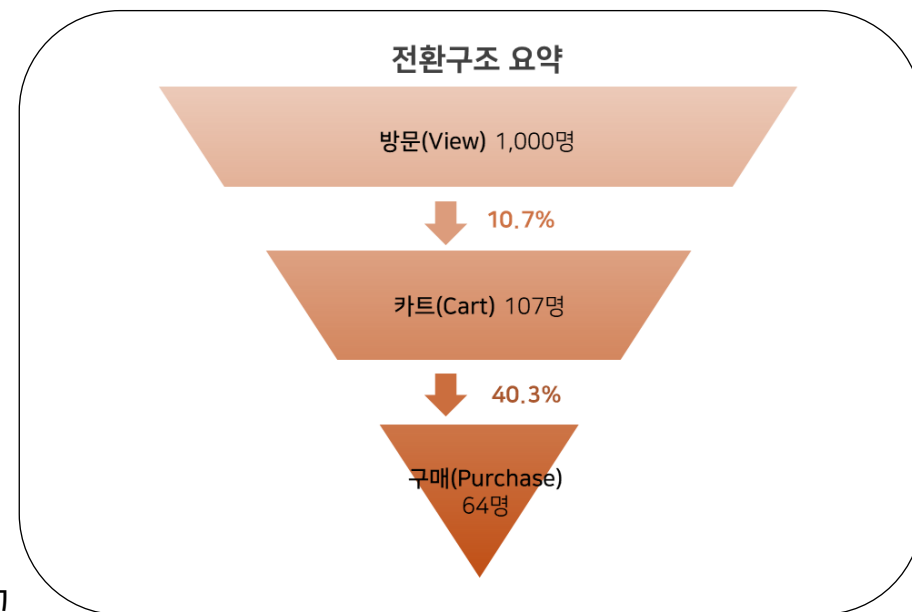 전환구조 요약
방문(View) 1,000명
10.7%
카트(Cart) 107명
40.3%
구매(Purchase)
64명